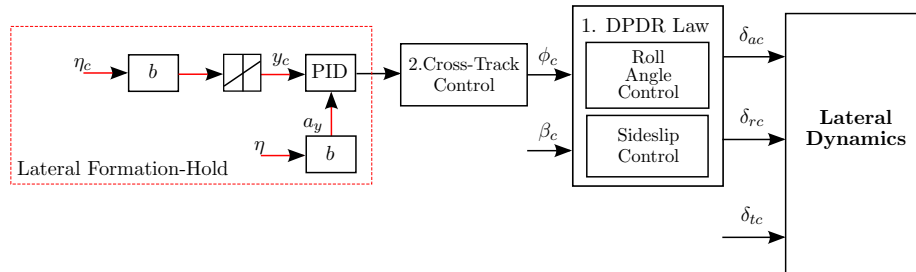 η_c
b
y_c
PID
a_y
η
b
Lateral Formation-Hold
2.Cross-Track
Control
ϕ_c
β_c
1. DPDR Law
Roll
Angle
Control
Sideslip
Control
δ_ac
δ_rc
δ_tc
Lateral
Dynamics